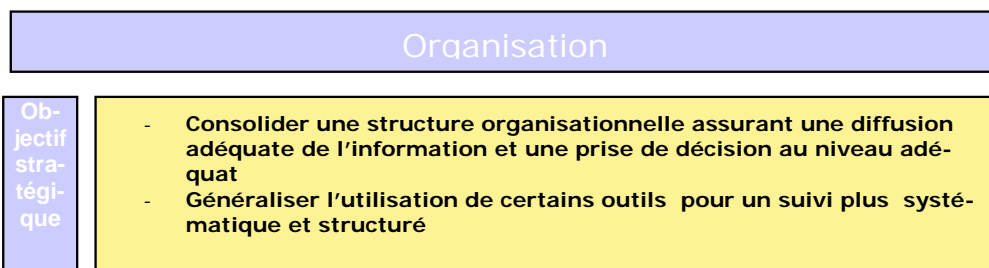 Organisation
Ob-
jectif
stra-
tégi-
que
- Consolider une structure organisationnelle assurant une diffusion
adéquate de l'information et une prise de décision au niveau adé-
quat
- Généraliser l'utilisation de certains outils pour un suivi plus systé-
matique et structuré